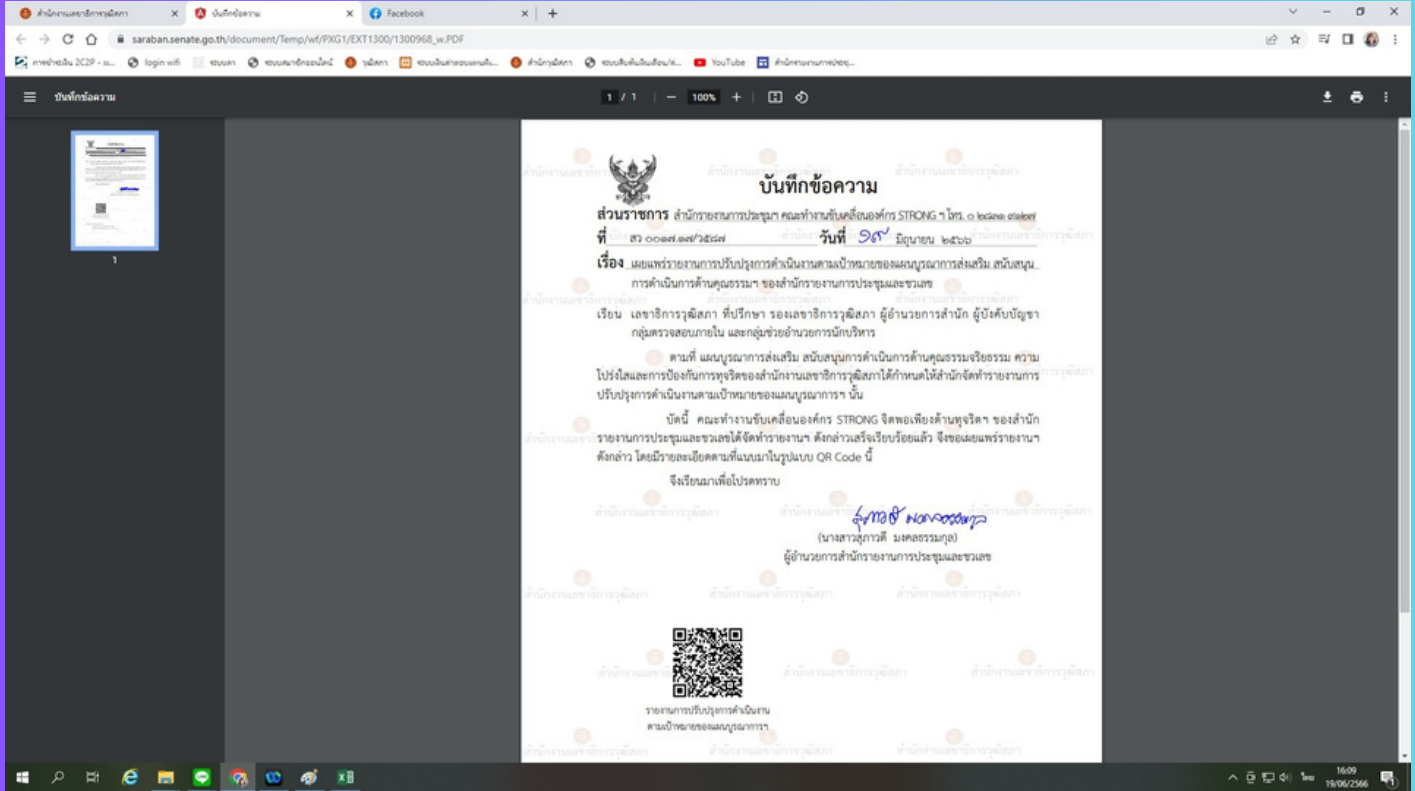 สำนักงานเลขาธิการวุฒิสภา
บันทึกข้อความ
Facebook
saraban.senate.go.th/document/Temp/wf/PXG1/EXT1300/1300968_w.PDF
login wifi
วุฒิสภา
YouTube
บันทึกข้อความ
1 / 1
100%
1
บันทึกข้อความ
ส่วนราชการ สำนักรายงานการประชุมฯ คณะทำงานขับเคลื่อนองค์กร STRONG ฯ โทร.
ที่ สว ๐๐๑๗.๑๗/ว๕๘๗ วันที่ ๑๙ มิถุนายน ๒๕๖๖
เรื่อง เผยแพร่รายงานการปรับปรุงการดำเนินงานตามเป้าหมายของแผนบูรณาการส่งเสริม สนับสนุน
การดำเนินการด้านคุณธรรมฯ ของสำนักรายงานการประชุมและชวเลข
เรียน เลขาธิการวุฒิสภา ที่ปรึกษา รองเลขาธิการวุฒิสภา ผู้อำนวยการสำนัก ผู้บังคับบัญชา
กลุ่มตรวจสอบภายใน และกลุ่มช่วยอำนวยการนักบริหาร
ตามที่ แผนบูรณาการส่งเสริม สนับสนุนการดำเนินการด้านคุณธรรมจริยธรรม ความ
โปร่งใสและการป้องกันการทุจริตของสำนักงานเลขาธิการวุฒิสภาได้กำหนดให้สำนักจัดทำรายงานการ
ปรับปรุงการดำเนินงานตามเป้าหมายของแผนบูรณาการฯ นั้น
บัดนี้ คณะทำงานขับเคลื่อนองค์กร STRONG จิตพอเพียงต้านทุจริตฯ ของสำนัก
รายงานการประชุมและชวเลขได้จัดทำรายงานฯ ดังกล่าวเสร็จเรียบร้อยแล้ว จึงขอเผยแพร่รายงานฯ
ดังกล่าว โดยมีรายละเอียดตามที่แนบมาในรูปแบบ QR Code นี้
จึงเรียนมาเพื่อโปรดทราบ
(นางสาวสุภาวดี มงคลธรรมกุล)
ผู้อำนวยการสำนักรายงานการประชุมและชวเลข
รายงานการปรับปรุงการดำเนินงาน
ตามเป้าหมายของแผนบูรณาการฯ
ไทย
16:09
19/06/2566